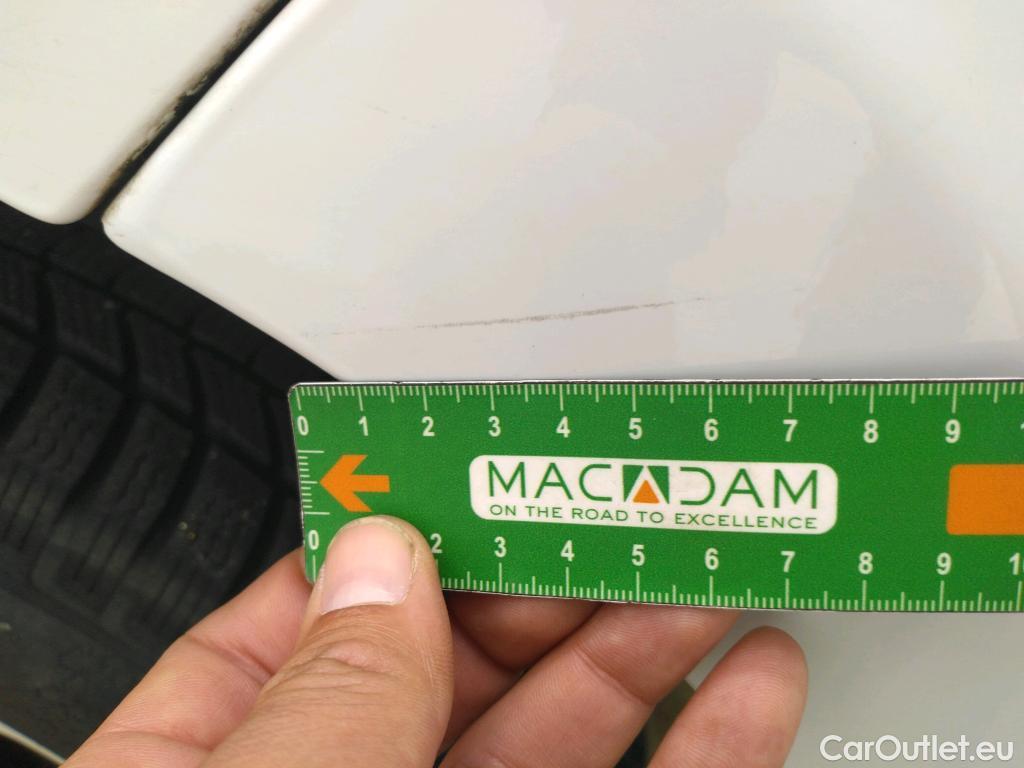 0 1 2 3 4 5 6 7 8 9
MACADAM
ON THE ROAD TO EXCELLENCE
0 2 3 4 5 6 7 8 9 10
CarOutlet.eu